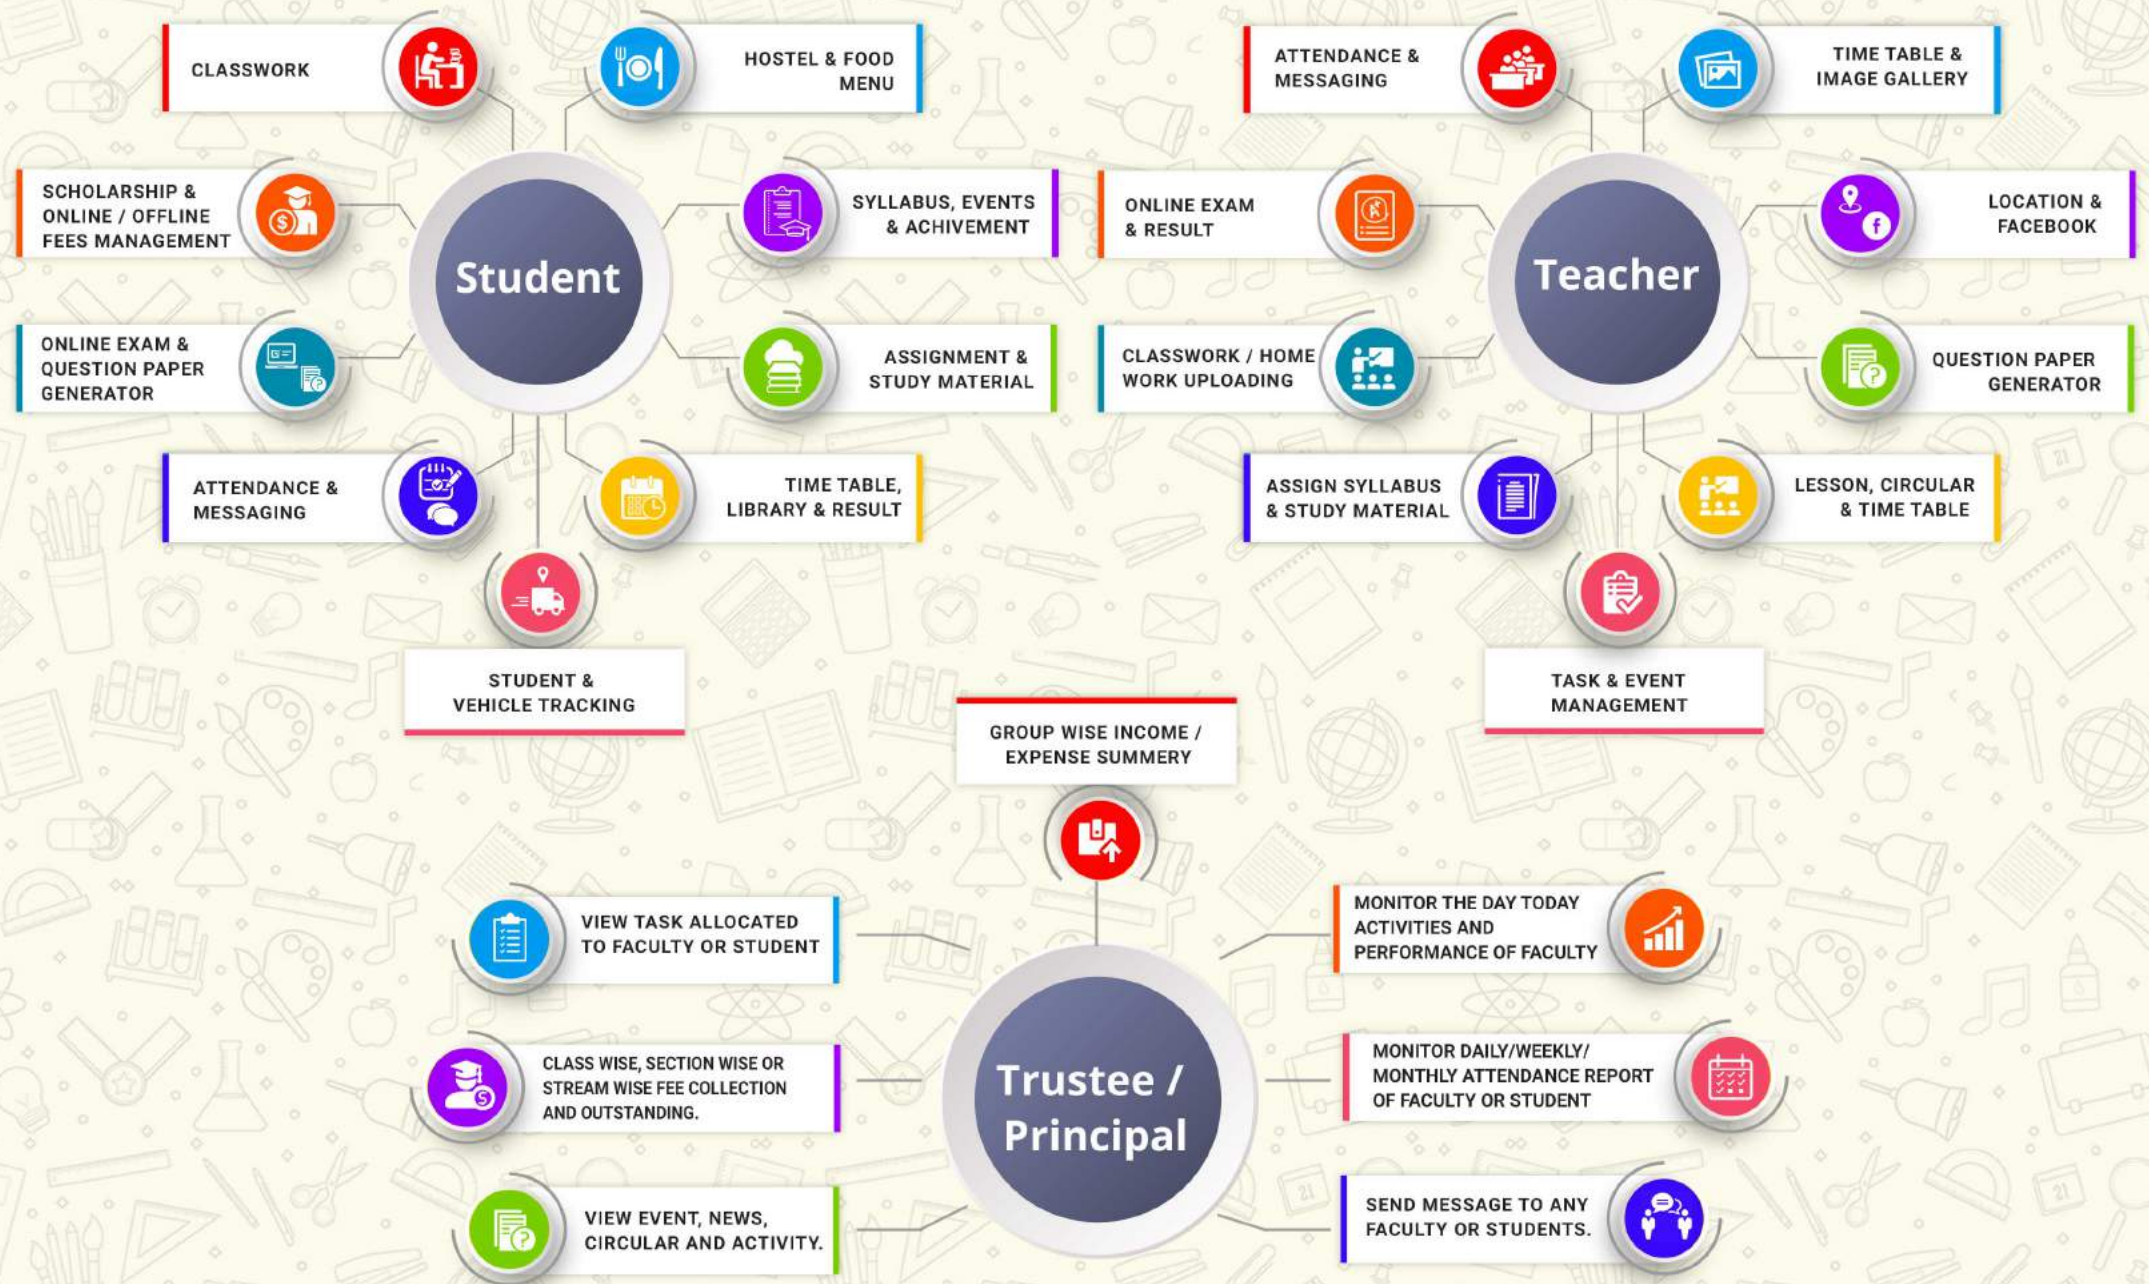 CLASSWORK
HOSTEL & FOOD
MENU
SCHOLARSHIP &
ONLINE / OFFLINE
FEES MANAGEMENT
SYLLABUS, EVENTS
& ACHIVEMENT
Student
ONLINE EXAM &
QUESTION PAPER
GENERATOR
ASSIGNMENT &
STUDY MATERIAL
ATTENDANCE &
MESSAGING
TIME TABLE,
LIBRARY & RESULT
STUDENT &
VEHICLE TRACKING
ATTENDANCE &
MESSAGING
TIME TABLE &
IMAGE GALLERY
ONLINE EXAM
& RESULT
LOCATION &
FACEBOOK
Teacher
CLASSWORK / HOME
WORK UPLOADING
QUESTION PAPER
GENERATOR
ASSIGN SYLLABUS
& STUDY MATERIAL
LESSON, CIRCULAR
& TIME TABLE
TASK & EVENT
MANAGEMENT
GROUP WISE INCOME /
EXPENSE SUMMERY
VIEW TASK ALLOCATED
TO FACULTY OR STUDENT
MONITOR THE DAY TODAY
ACTIVITIES AND
PERFORMANCE OF FACULTY
CLASS WISE, SECTION WISE OR
STREAM WISE FEE COLLECTION
AND OUTSTANDING.
Trustee /
Principal
MONITOR DAILY/WEEKLY/
MONTHLY ATTENDANCE REPORT
OF FACULTY OR STUDENT
VIEW EVENT, NEWS,
CIRCULAR AND ACTIVITY.
SEND MESSAGE TO ANY
FACULTY OR STUDENTS.